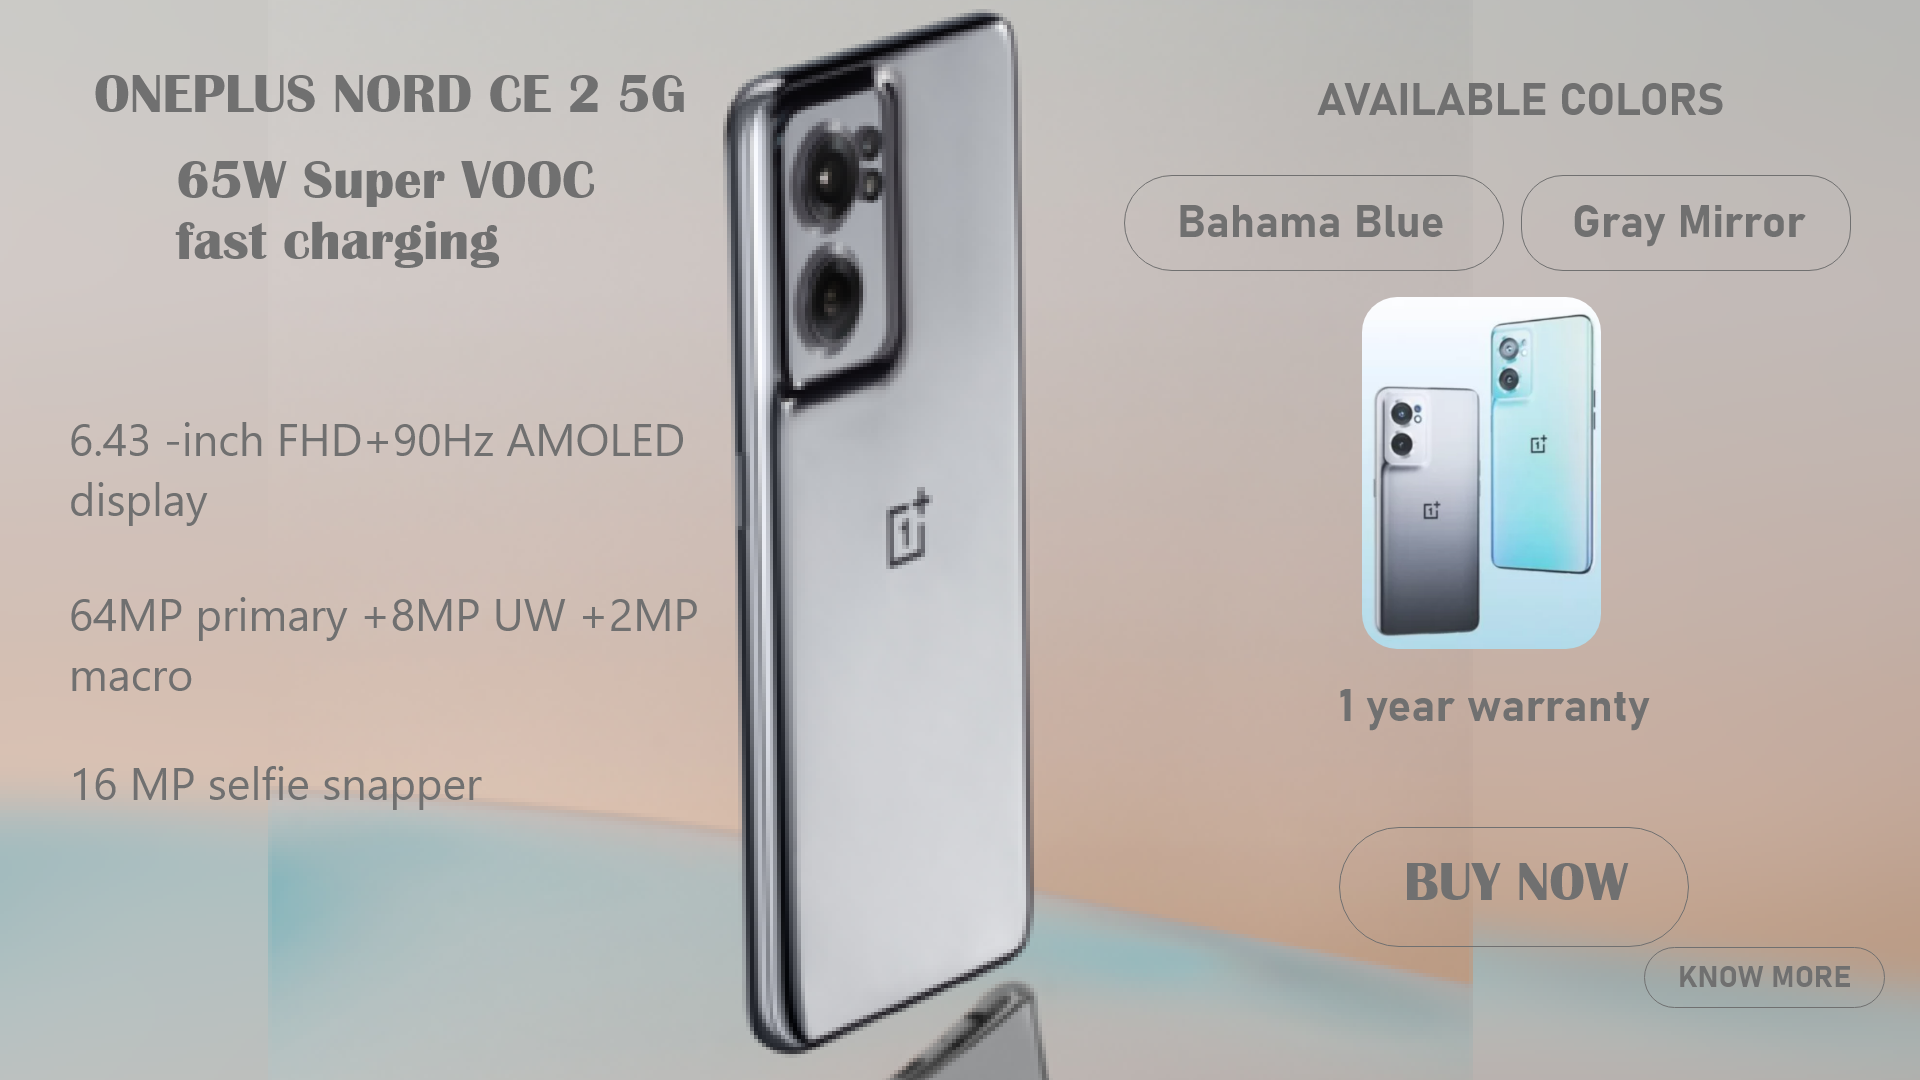 ONEPLUS NORD CE 2 5G
65W Super VOOC
fast charging
6.43 -inch FHD+90Hz AMOLED
display
64MP primary +8MP UW +2MP
macro
16 MP selfie snapper
AVAILABLE COLORS
Bahama Blue
Gray Mirror
1 year warranty
BUY NOW
KNOW MORE